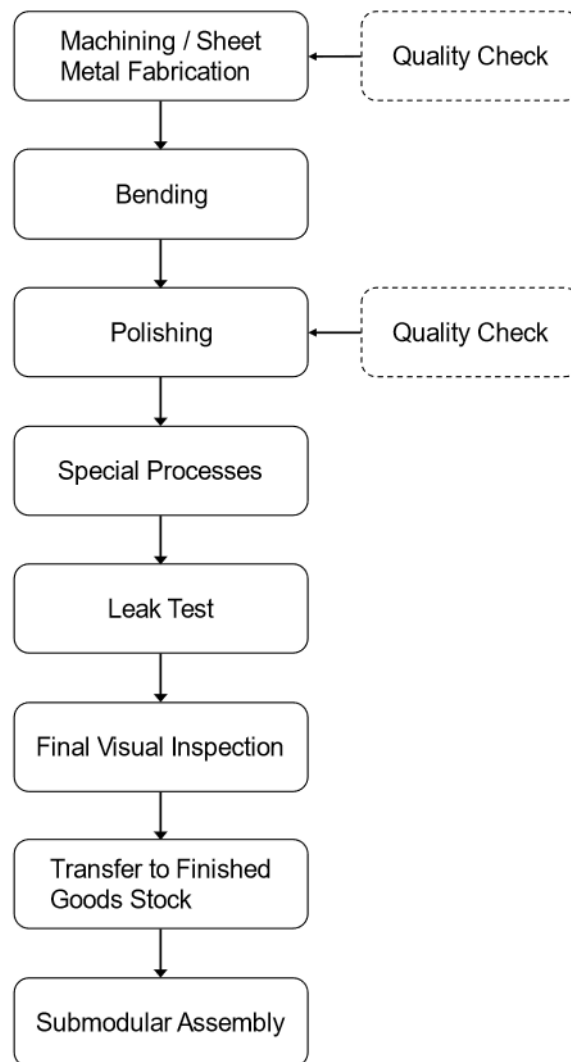 Machining / Sheet
Metal Fabrication
Quality Check
Bending
Polishing
Quality Check
Special Processes
Leak Test
Final Visual Inspection
Transfer to Finished
Goods Stock
Submodular Assembly